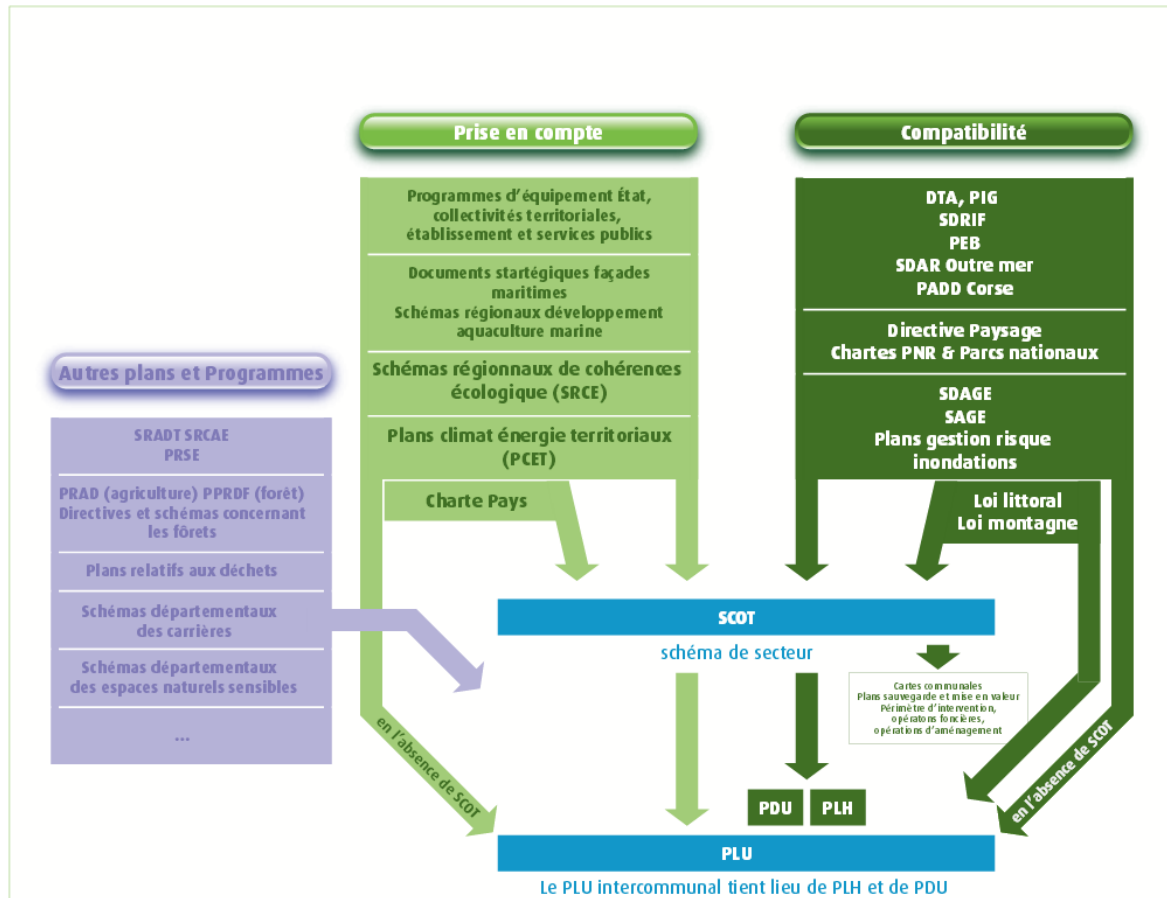 Prise en compte
Compatibilité
Programmes d'équipement État,
collectivités territoriales,
établissement et services publics
Documents startégiques façades
maritimes
Schémas régionaux développement
aquaculture marine
Schémas régionnaux de cohérences
écologique (SRCE)
Plans climat énergie territoriaux
(PCET)
Charte Pays
DTA, PIG
SDRIF
PEB
SDAR Outre mer
PADD Corse
Directive Paysage
Chartes PNR & Parcs nationaux
SDAGE
SAGE
Plans gestion risque
inondations
Loi littoral
Loi montagne
Autres plans et Programmes
SRADT SRCAE
PRSE
PRAD (agriculture) PPRDF (forêt)
Directives et schémas concernant
les fôrets
Plans relatifs aux déchets
Schémas départementaux
des carrières
Schémas départementaux
des espaces naturels sensibles
...
SCOT
schéma de secteur
Cartes communales
Plans sauvegarde et mise en valeur
Périmètre d'intervention,
opératons foncières,
opérations d'aménagement
en l'absence de SCOT
en l'absence de SCOT
PDU
PLH
PLU
Le PLU intercommunal tient lieu de PLH et de PDU